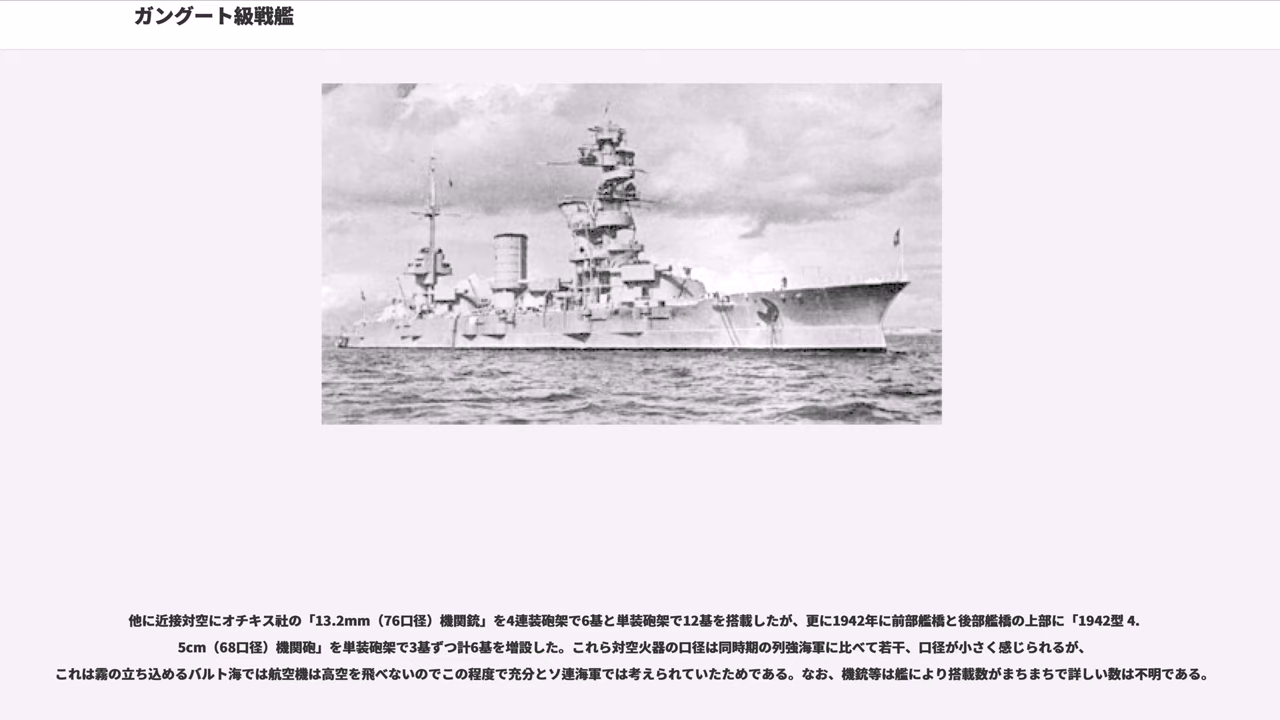 ガングート級戦艦
他に近接対空にオチキス社の「13.2mm（76口径）機関銃」を4連装砲架で6基と単装砲架で12基を搭載したが、更に1942年に前部艦橋と後部艦橋の上部に「1942型 4.
5cm（68口径）機関砲」を単装砲架で3基ずつ計6基を増設した。これら対空火器の口径は同時期の列強海軍に比べて若干、口径が小さく感じられるが、
これは霧の立ち込めるバルト海では航空機は高空を飛べないのでこの程度で充分とソ連海軍では考えられていたためである。なお、機銃等は艦により搭載数がまちまちで詳しい数は不明である。